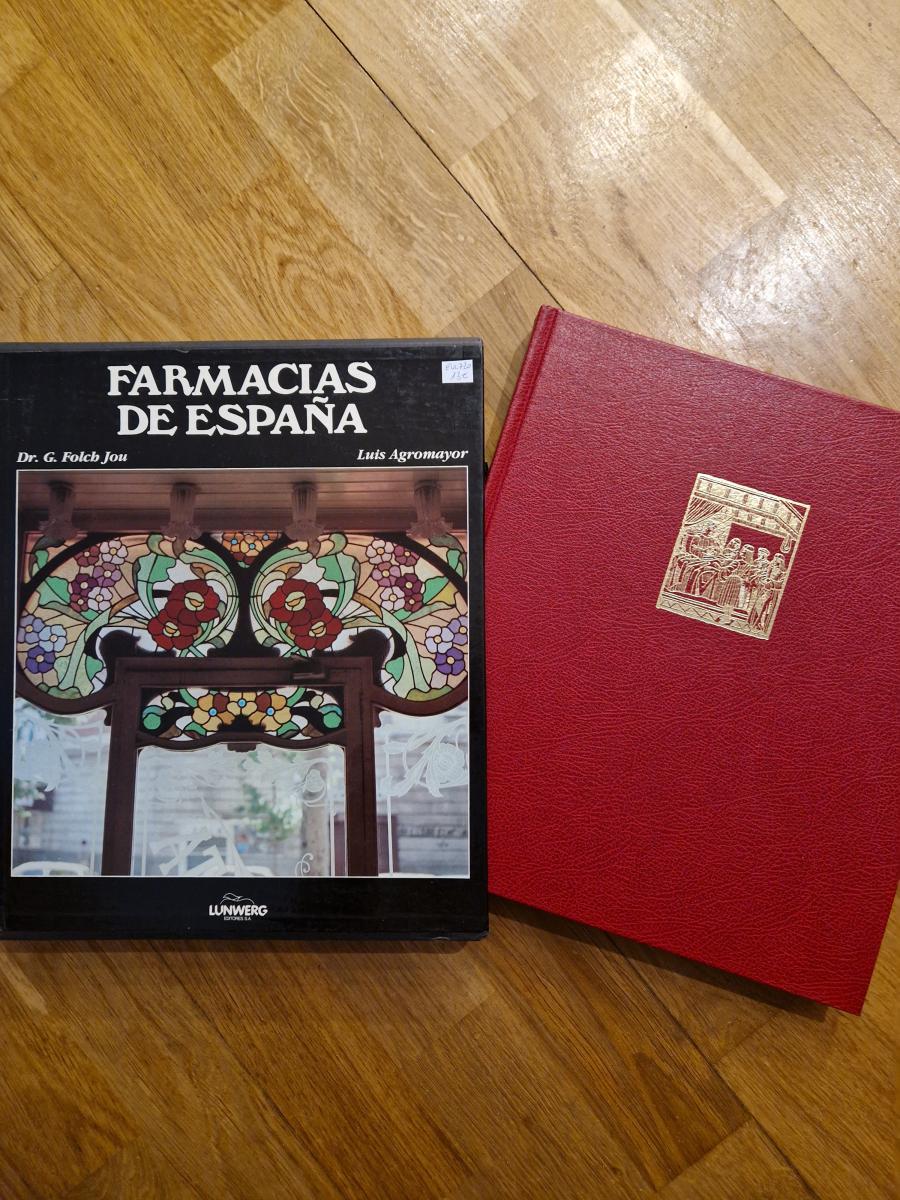 FARMACIAS
DE ESPAÑA
Dr. G. Folch Jou
Luis Agromayor
LUNWERG
EDITORES, S.A.